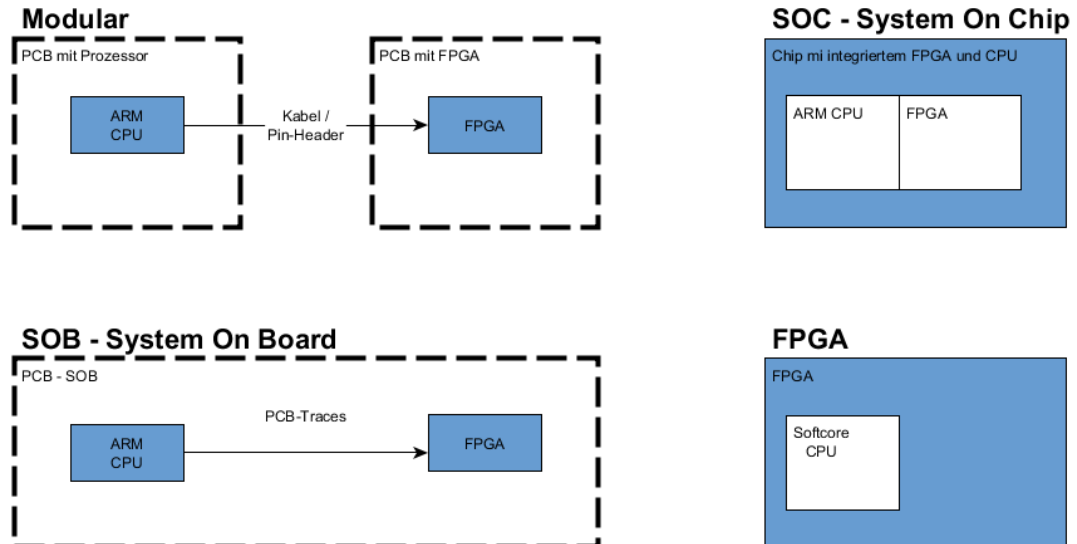 Modular
PCB mit Prozessor
ARM
CPU
Kabel /
Pin-Header
PCB mit FPGA
FPGA
SOC - System On Chip
Chip mi integriertem FPGA und CPU
ARM CPU
FPGA
SOB - System On Board
PCB - SOB
ARM
CPU
PCB-Traces
FPGA
FPGA
FPGA
Softcore
CPU